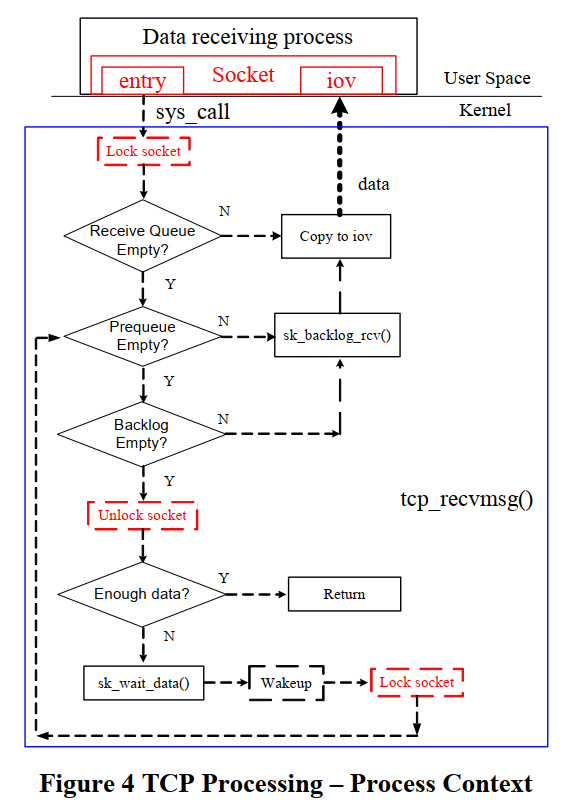 Data receiving process
Socket
entry
iov
User Space
sys_call
Kernel
Lock socket
data
Receive Queue
Empty?
N
Copy to iov
Y
Prequeue
Empty?
N
sk_backlog_rcv()
Y
Backlog
Empty?
N
Y
tcp_recvmsg()
Unlock socket
Enough data?
Y
Return
N
sk_wait_data()
Wakeup
Lock socket
Figure 4 TCP Processing – Process Context